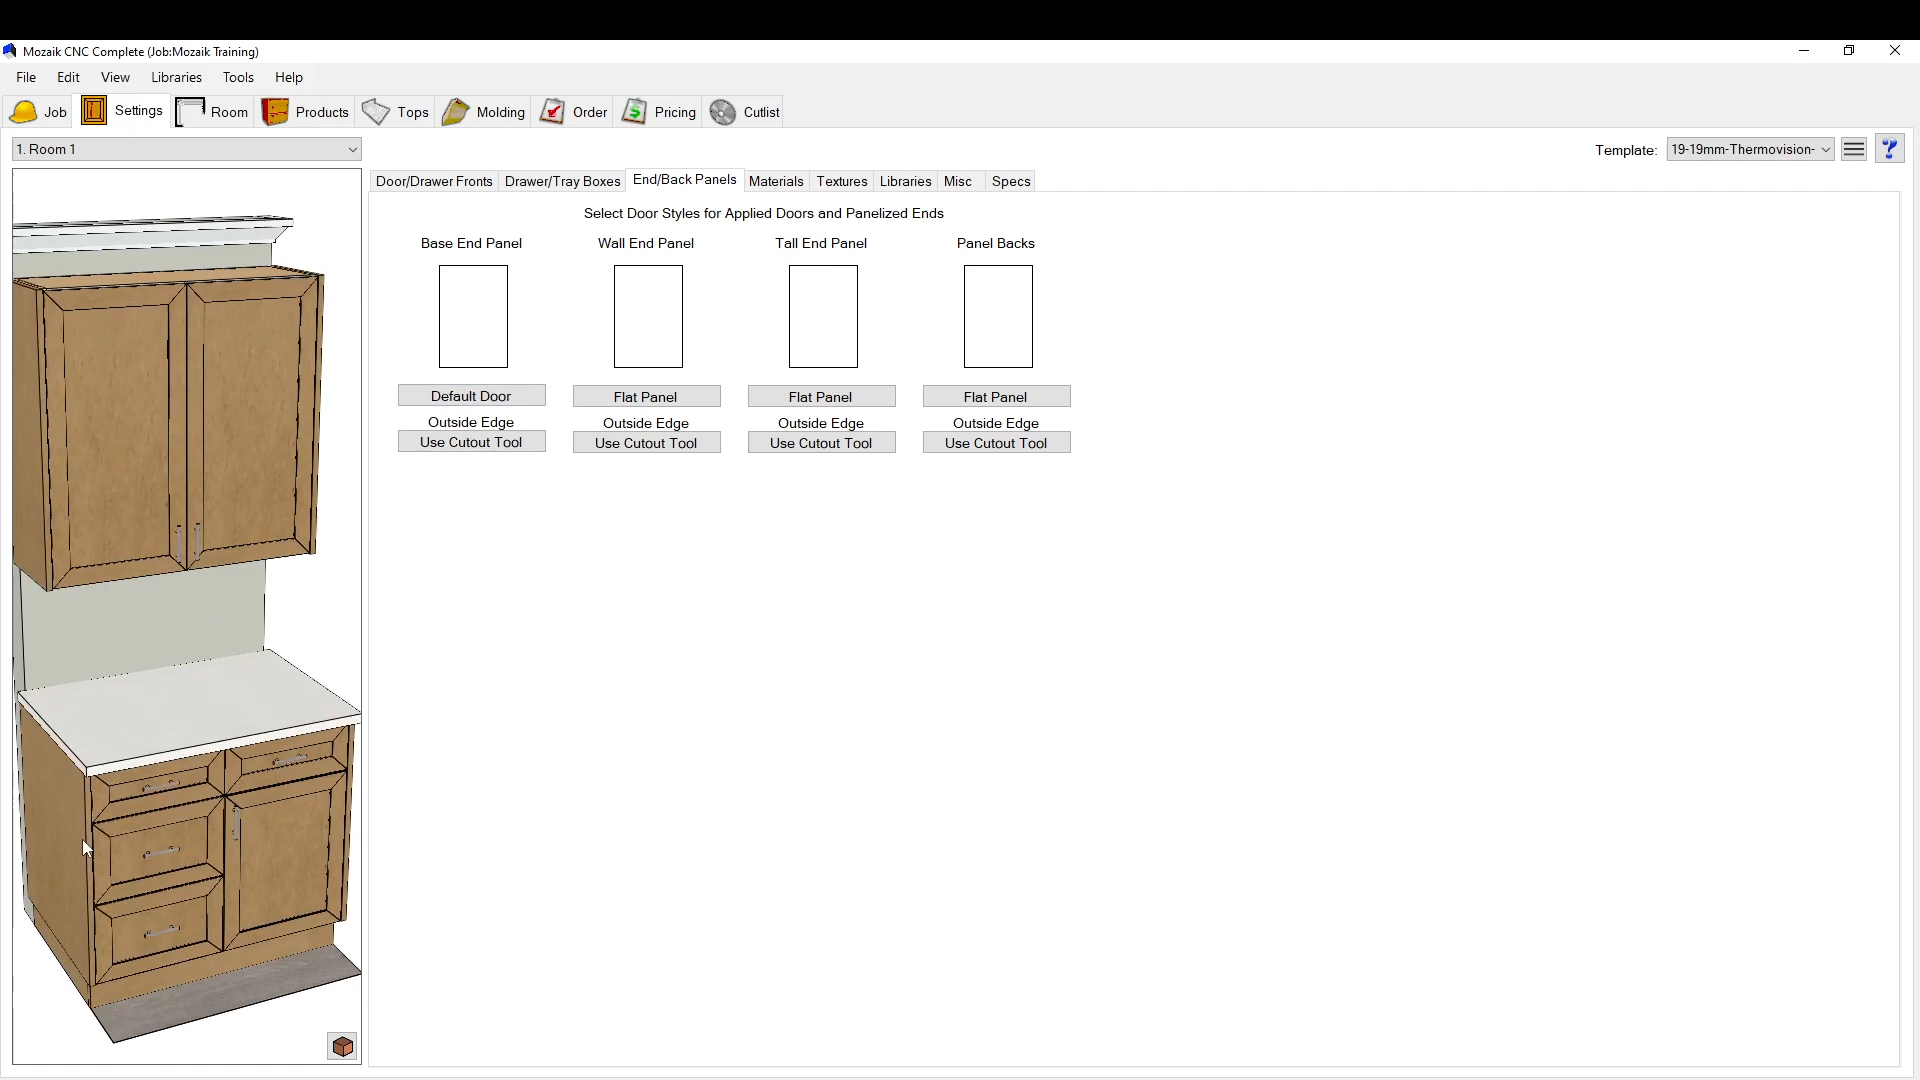 Mozaik CNC Complete (Job:Mozaik Training)
File Edit View Libraries Tools Help
Job Settings Room Products Tops Molding Order Pricing Cutlist
1. Room 1
Template: 19-19mm-Thermovision- ?
Door/Drawer Fronts Drawer/Tray Boxes End/Back Panels Materials Textures Libraries Misc Specs
Select Door Styles for Applied Doors and Panelized Ends
Base End Panel Wall End Panel Tall End Panel Panel Backs
Default Door Flat Panel Flat Panel Flat Panel
Outside Edge Outside Edge Outside Edge Outside Edge
Use Cutout Tool Use Cutout Tool Use Cutout Tool Use Cutout Tool